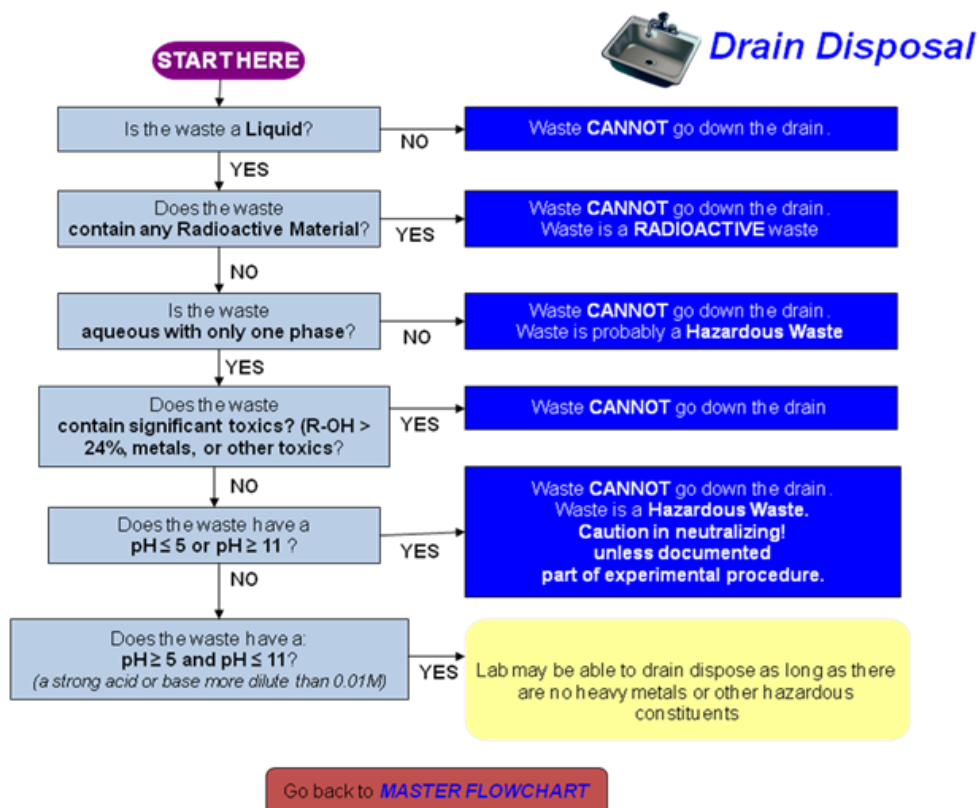 Drain Disposal
START HERE
Is the waste a Liquid?
NO
Waste CANNOT go down the drain.
YES
Does the waste
contain any Radioactive Material?
YES
Waste CANNOT go down the drain.
Waste is a RADIOACTIVE waste
NO
Is the waste
aqueous with only one phase?
NO
Waste CANNOT go down the drain.
Waste is probably a Hazardous Waste
YES
Does the waste
contain significant toxics? (R-OH >
24%, metals, or other toxics?
YES
Waste CANNOT go down the drain
NO
Does the waste have a
pH ≤ 5 or pH ≥ 11 ?
YES
Waste CANNOT go down the drain.
Waste is a Hazardous Waste.
Caution in neutralizing!
unless documented
part of experimental procedure.
NO
Does the waste have a:
pH ≥ 5 and pH ≤ 11?
(a strong acid or base more dilute than 0.01M)
YES
Lab may be able to drain dispose as long as there
are no heavy metals or other hazardous
constituents
Go back to MASTER FLOWCHART